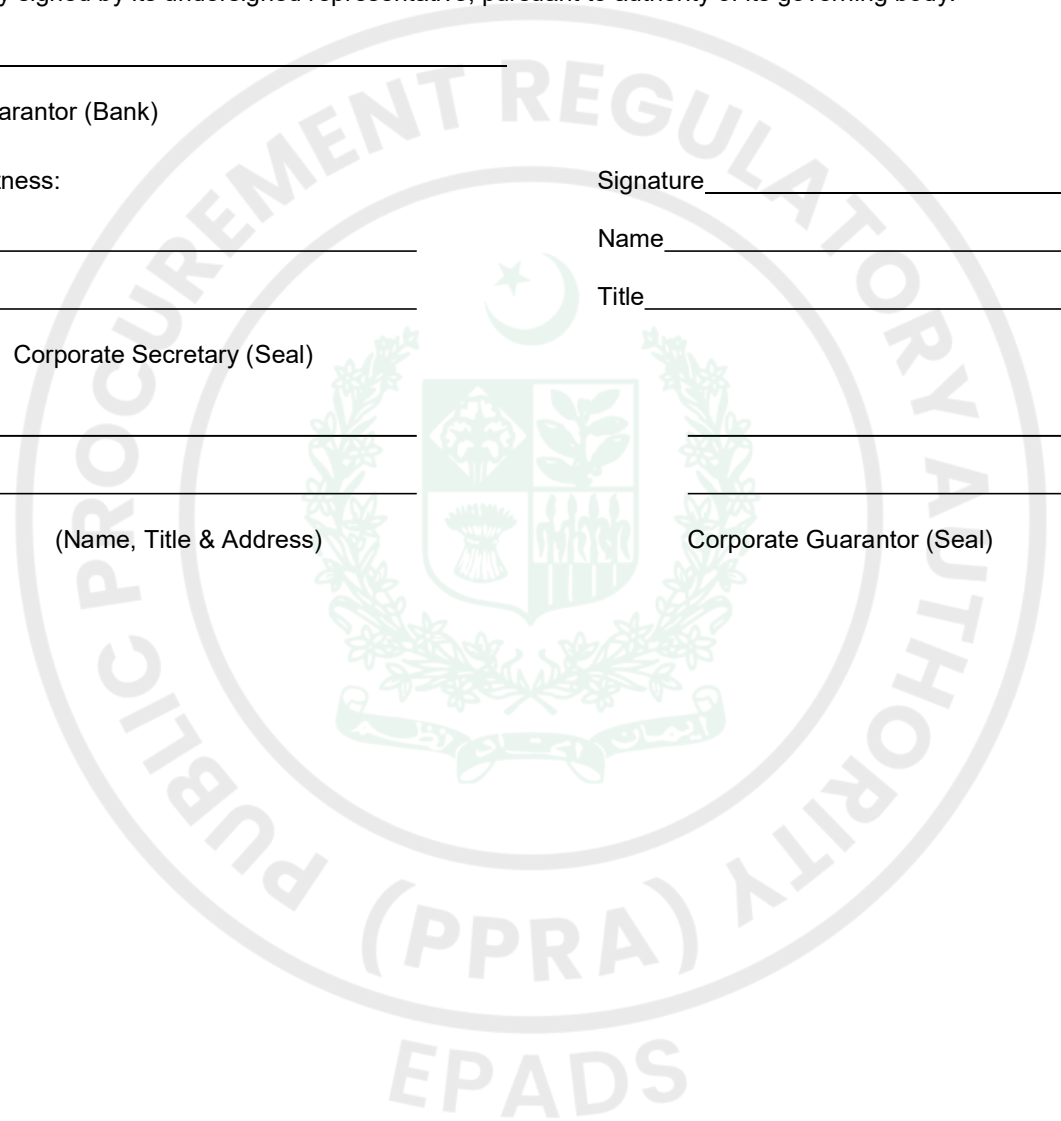 y signed by its undersigned representative, pursuant to authority of its governing body.
arantor (Bank)
tness:
Signature
Name
Title
Corporate Secretary (Seal)
(Name, Title & Address)
Corporate Guarantor (Seal)
PUBLIC PROCUREMENT REGULATORY AUTHORITY
(PPRA)
EPADS